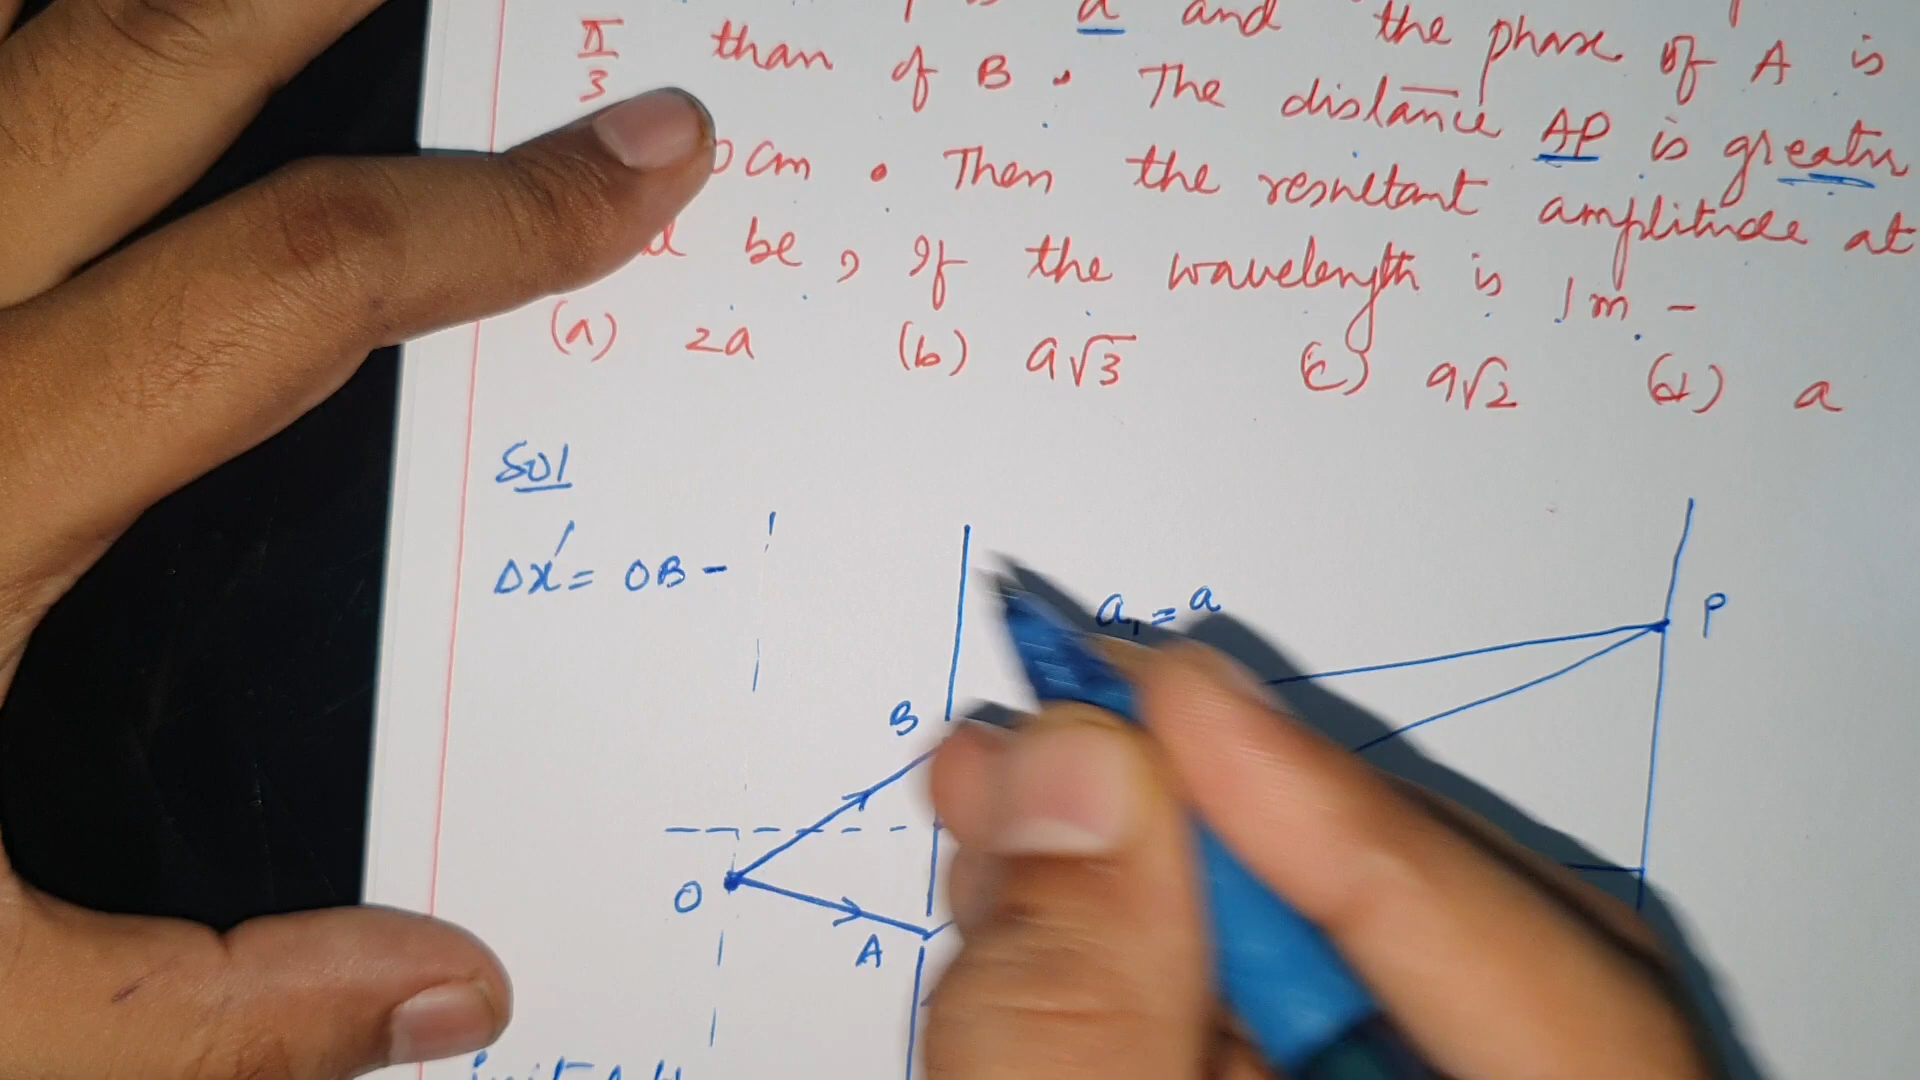 a and the
π/3 than of B. The phase of A is
distance AP is greater
cm. Then the resultant amplitude at
be, If the wavelength is 1m.-
(a) 2a (b) a√3 (c) a√2 (d) a
Sol
Δx' = OB -
a₁ = a
P
B
O
A